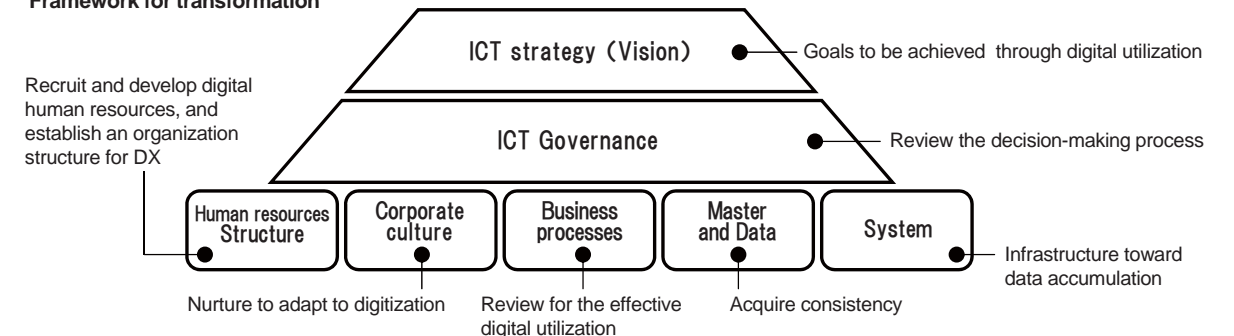 Framework for transformation
ICT strategy (Vision)
Goals to be achieved through digital utilization
Recruit and develop digital
human resources, and
establish an organization
structure for DX
ICT Governance
Review the decision-making process
Human resources
Structure
Corporate
culture
Business
processes
Master
and Data
System
Infrastructure toward
data accumulation
Nurture to adapt to digitization
Review for the effective
digital utilization
Acquire consistency